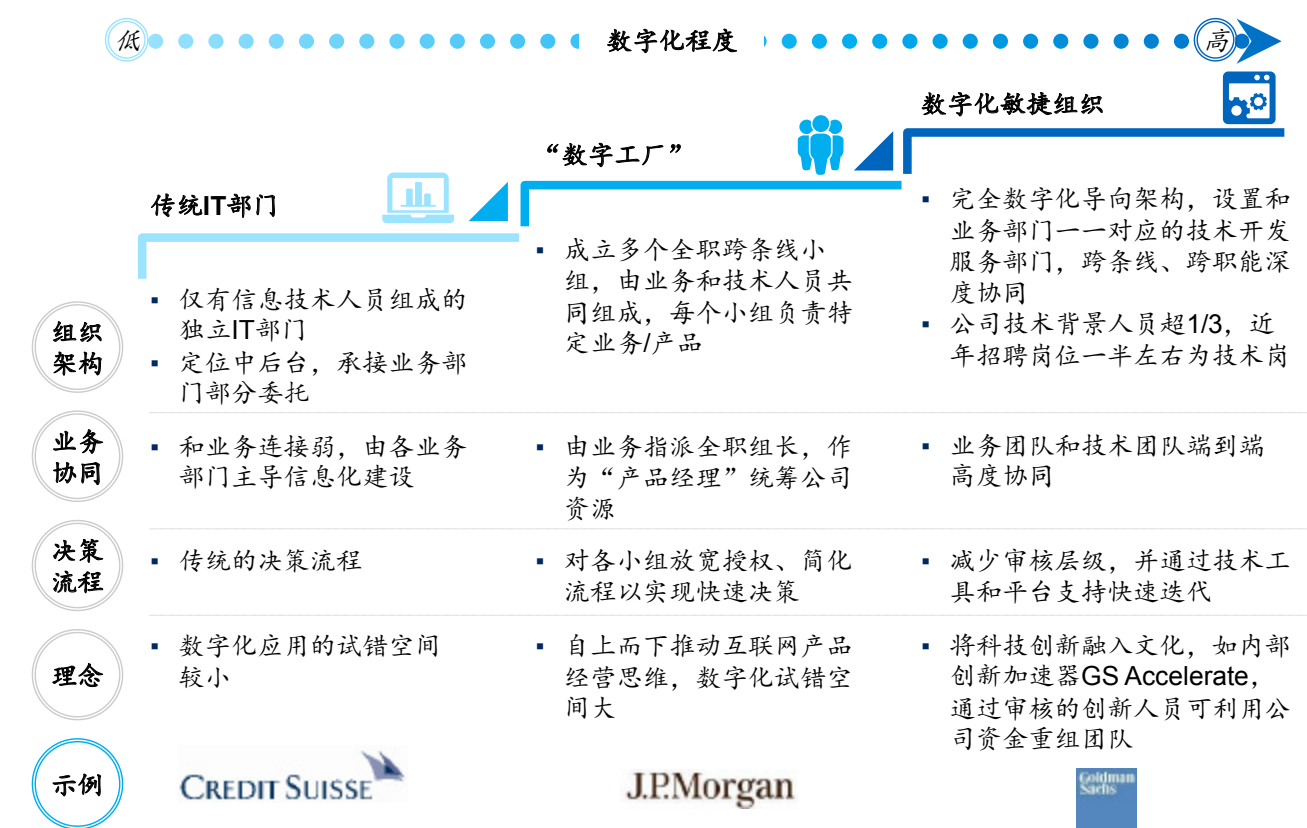 低
数字化程度
高
数字化敏捷组织
“数字工厂”
传统IT部门
组织
架构
▪ 仅有信息技术人员组成的
独立IT部门
▪ 定位中后台，承接业务部
门部分委托
▪ 成立多个全职跨条线小
组，由业务和技术人员共
同组成，每个小组负责特
定业务/产品
▪ 完全数字化导向架构，设置和
业务部门一一对应的技术开发
服务部门，跨条线、跨职能深
度协同
▪ 公司技术背景人员超1/3，近
年招聘岗位一半左右为技术岗
业务
协同
▪ 和业务连接弱，由各业务
部门主导信息化建设
▪ 由业务指派全职组长，作
为“产品经理”统筹公司
资源
▪ 业务团队和技术团队端到端
高度协同
决策
流程
▪ 传统的决策流程
▪ 对各小组放宽授权、简化
流程以实现快速决策
▪ 减少审核层级，并通过技术工
具和平台支持快速迭代
理念
▪ 数字化应用的试错空间
较小
▪ 自上而下推动互联网产品
经营思维，数字化试错空
间大
▪ 将科技创新融入文化，如内部
创新加速器GS Accelerate，
通过审核的创新人员可利用公
司资金重组团队
示例
CREDIT SUISSE
J.P.Morgan
Goldman
Sachs